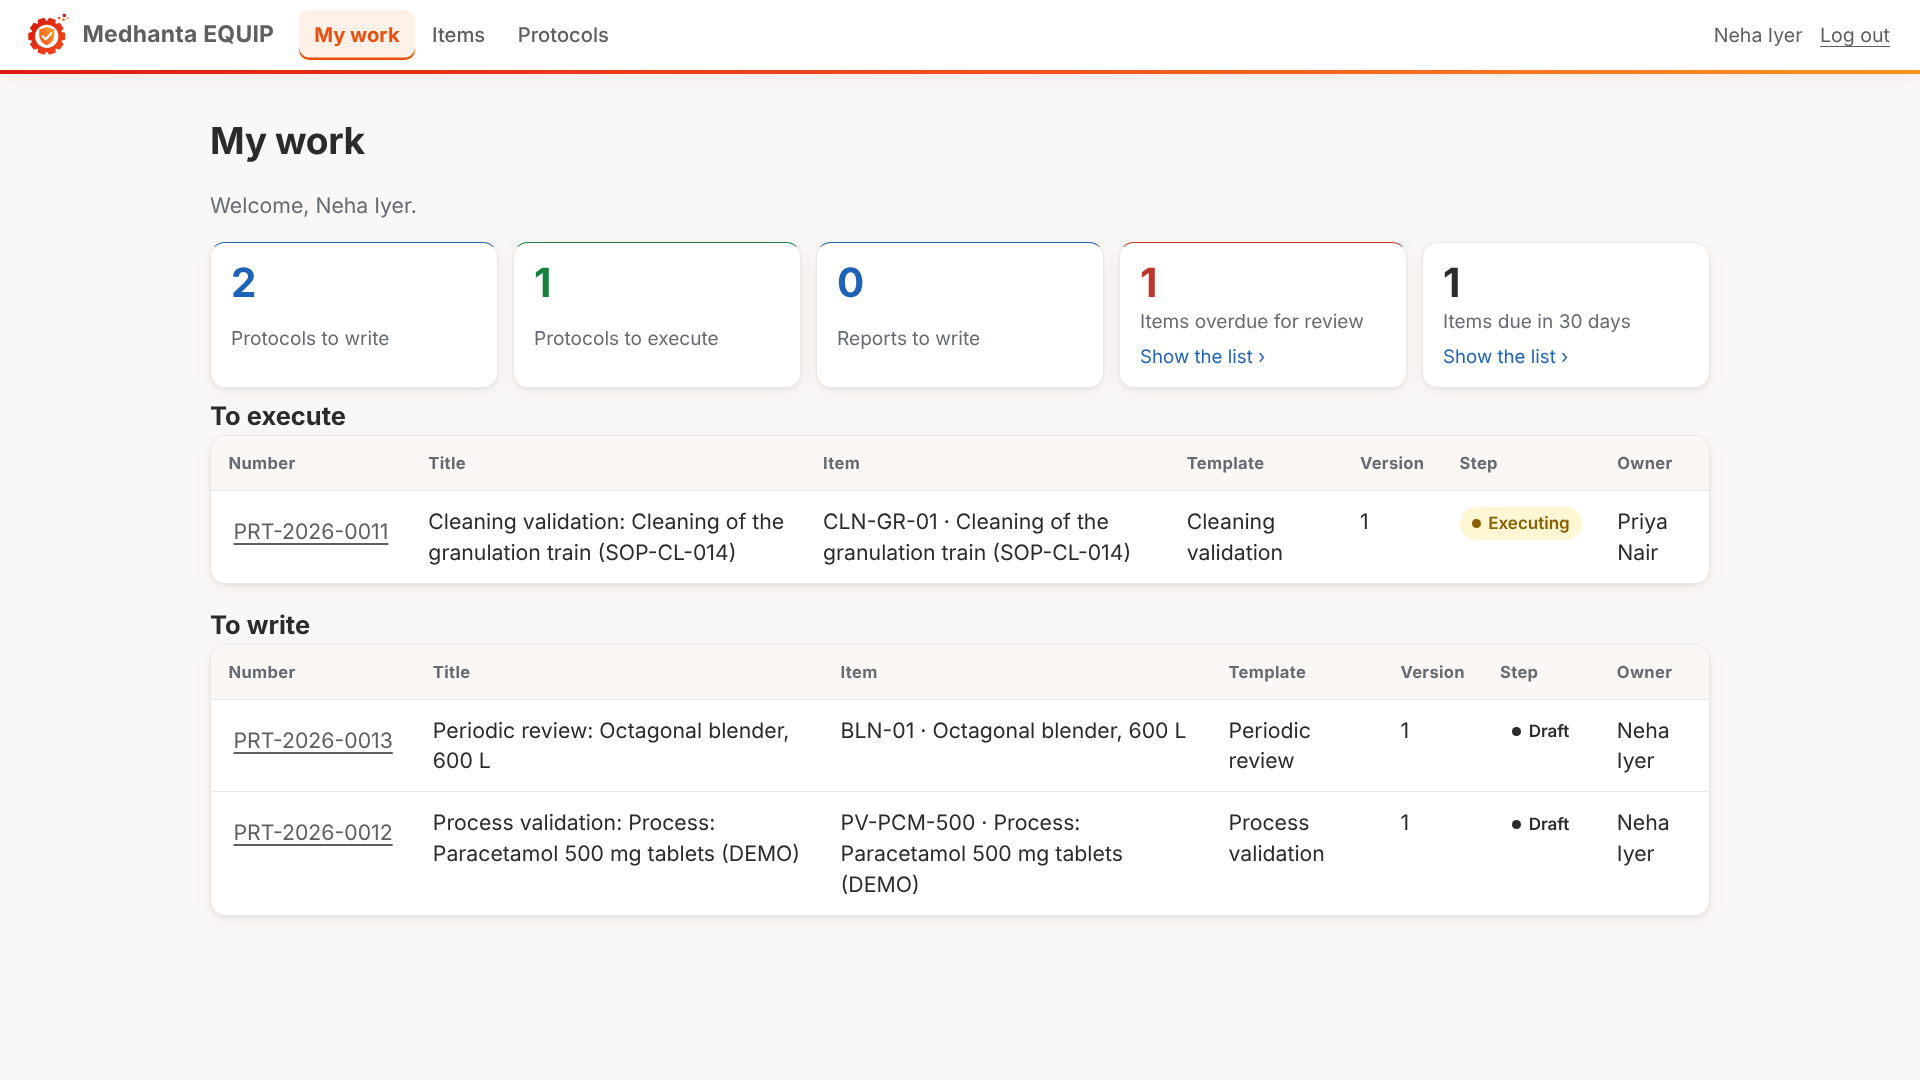 Medhanta EQUIP My work Items Protocols Neha Iyer Log out
My work
Welcome, Neha Iyer.
2
Protocols to write
1
Protocols to execute
0
Reports to write
1
Items overdue for review
Show the list ›
1
Items due in 30 days
Show the list ›
To execute
Number Title Item Template Version Step Owner
PRT-2026-0011 Cleaning validation: Cleaning of the CLN-GR-01 · Cleaning of the Cleaning 1 Executing Priya
granulation train (SOP-CL-014) granulation train (SOP-CL-014) validation Nair
To write
Number Title Item Template Version Step Owner
PRT-2026-0013 Periodic review: Octagonal blender, BLN-01 · Octagonal blender, 600 L Periodic 1 Draft Neha
600 L review Iyer
PRT-2026-0012 Process validation: Process: PV-PCM-500 · Process: Process 1 Draft Neha
Paracetamol 500 mg tablets (DEMO) Paracetamol 500 mg tablets validation Iyer
(DEMO)